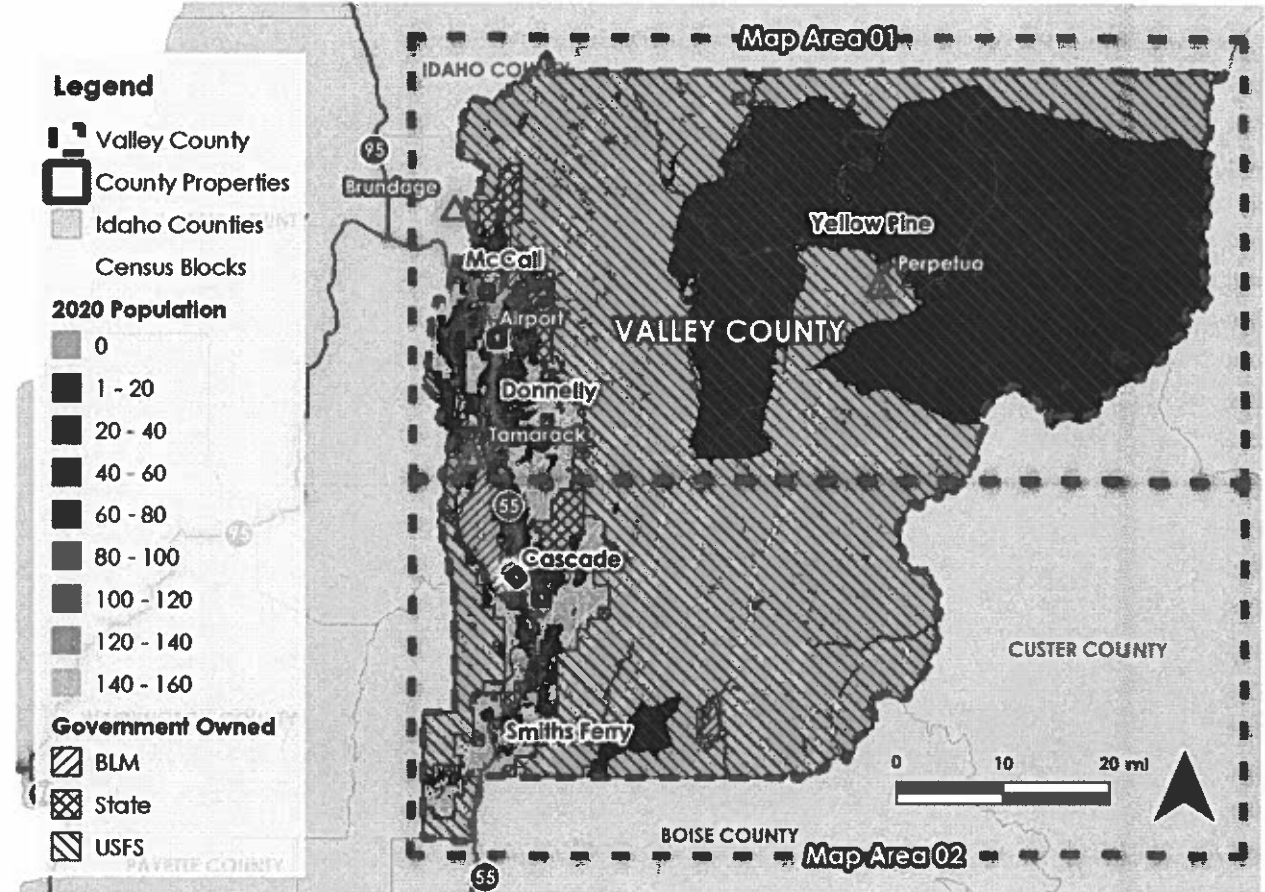 Legend
Valley County
County Properties
Idaho Counties
Census Blocks
2020 Population
0
1 - 20
20 - 40
40 - 60
60 - 80
80 - 100
100 - 120
120 - 140
140 - 160
Government Owned
BLM
State
USFS
PAYETTE COUNTY
95
95
Map Area 01
IDAHO COUNTY
Brundage
McCall
Airport
Yellow Pine
Perpetua
VALLEY COUNTY
Donnelly
Tamarack
55
Cascade
CUSTER COUNTY
Smiths Ferry
0 10 20 mi
BOISE COUNTY
Map Area 02
55